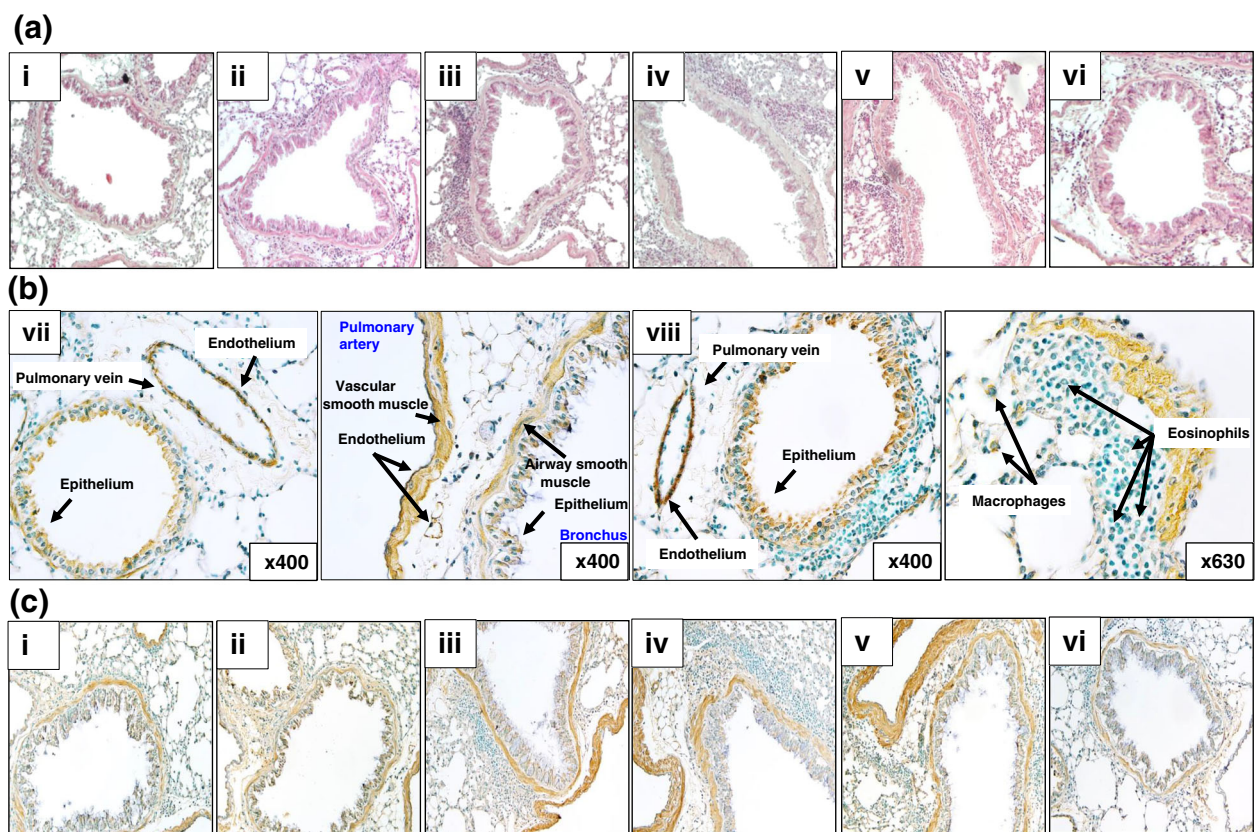 (a)
i
ii
iii
iv
v
vi
(b)
vii
Endothelium
Pulmonary vein
Epithelium
x400
Pulmonary
artery
Vascular
smooth muscle
Endothelium
Airway smooth
muscle
Epithelium
Bronchus
x400
viii
Pulmonary vein
Epithelium
Endothelium
x400
Eosinophils
Macrophages
x630
(c)
i
ii
iii
iv
v
vi